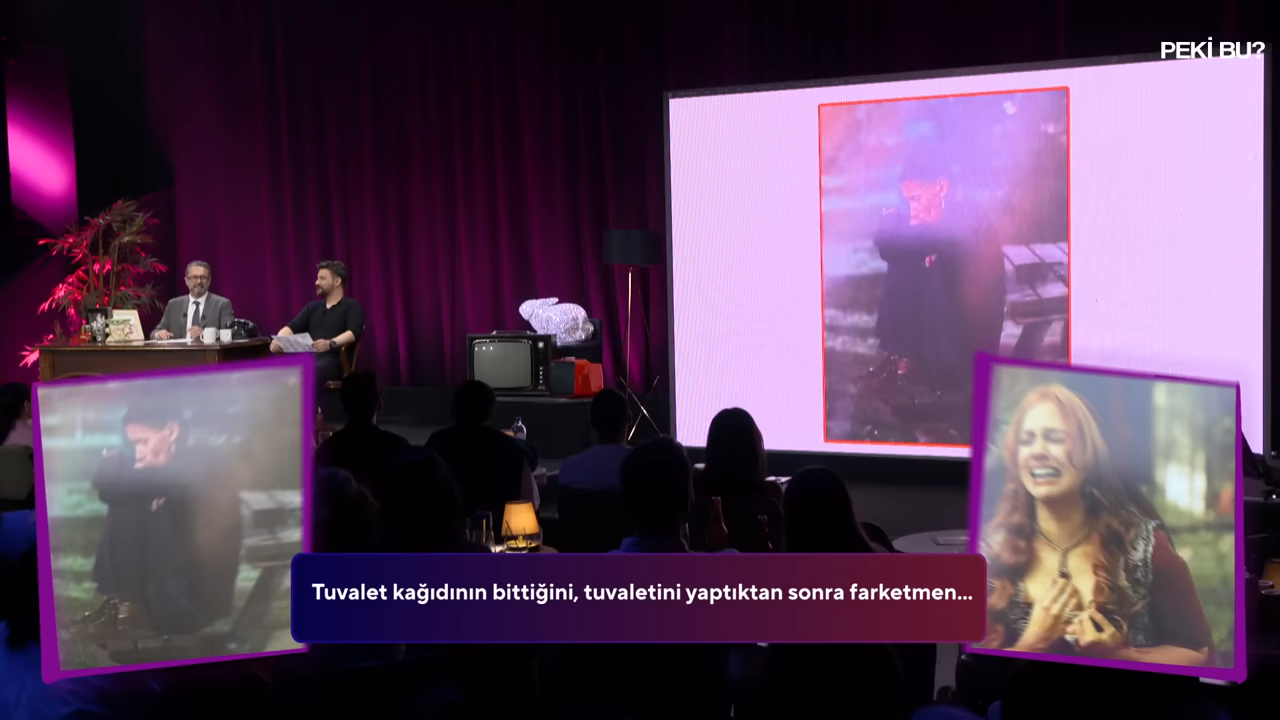 PEKİ BU?
Tuvalet kağıdının bittiğini, tuvaletini yaptıktan sonra farketmen...